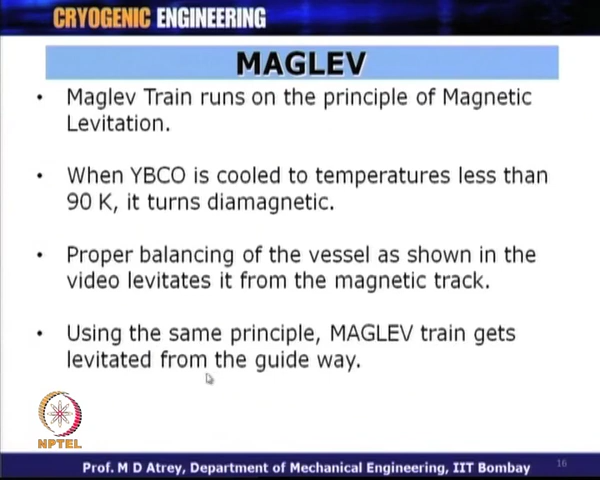 CRYOGENIC ENGINEERING
MAGLEV
• Maglev Train runs on the principle of Magnetic
Levitation.
• When YBCO is cooled to temperatures less than
90 K, it turns diamagnetic.
• Proper balancing of the vessel as shown in the
video levitates it from the magnetic track.
• Using the same principle, MAGLEV train gets
levitated from the guide way.
NPTEL
Prof. M D Atrey, Department of Mechanical Engineering, IIT Bombay
16